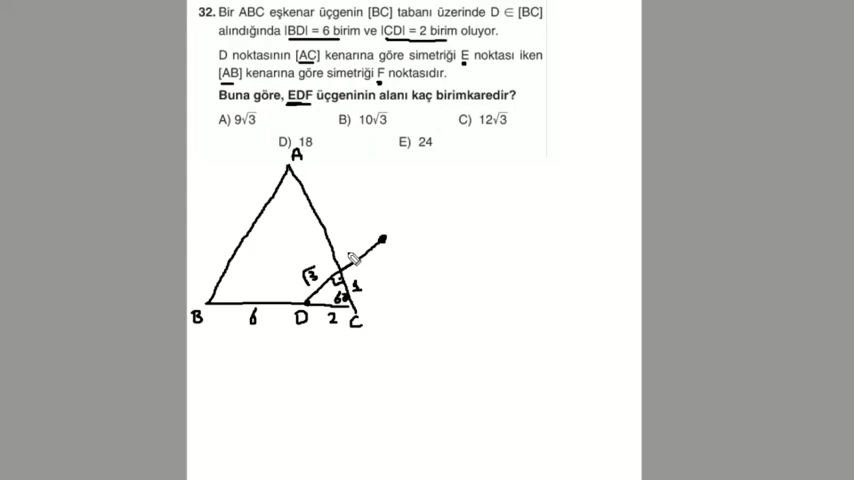 32. Bir ABC eşkenar üçgenin [BC] tabanı üzerinde D ∈ [BC]
alındığında |BD| = 6 birim ve |CD| = 2 birim oluyor.
D noktasının [AC] kenarına göre simetriği E noktası iken
[AB] kenarına göre simetriği F noktasıdır.
Buna göre, EDF üçgeninin alanı kaç birimkaredir?
A) 9√3 B) 10√3 C) 12√3
D) 18 E) 24
A
√3 1
60
B 6 D 2 C